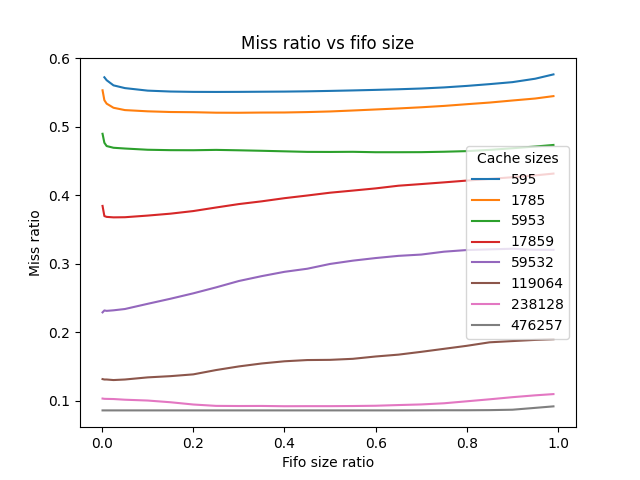 Miss ratio vs fifo size
Miss ratio
0.6
0.5
0.4
0.3
0.2
0.1
Cache sizes
595
1785
5953
17859
59532
119064
238128
476257
0.0 0.2 0.4 0.6 0.8 1.0
Fifo size ratio